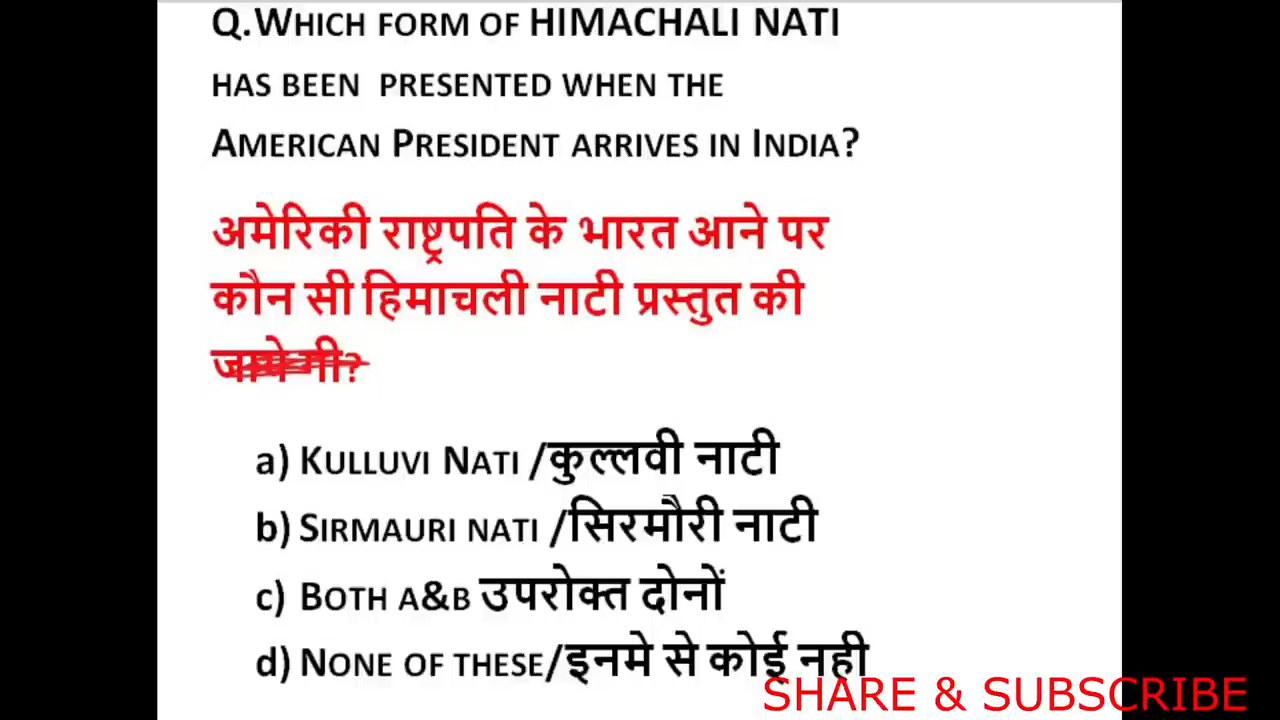 Q.WHICH FORM OF HIMACHALI NATI
HAS BEEN PRESENTED WHEN THE
AMERICAN PRESIDENT ARRIVES IN INDIA?
अमेरिकी राष्ट्रपति के भारत आने पर
कौन सी हिमाचली नाटी प्रस्तुत की
जाये गी?
a) KULLUVI NATI /कुल्लवी नाटी
b) SIRMAURI NATI /सिरमौरी नाटी
c) BOTH A&B उपरोक्त दोनों
d) NONE OF THESE/इनमे से कोई नही
SHARE & SUBSCRIBE